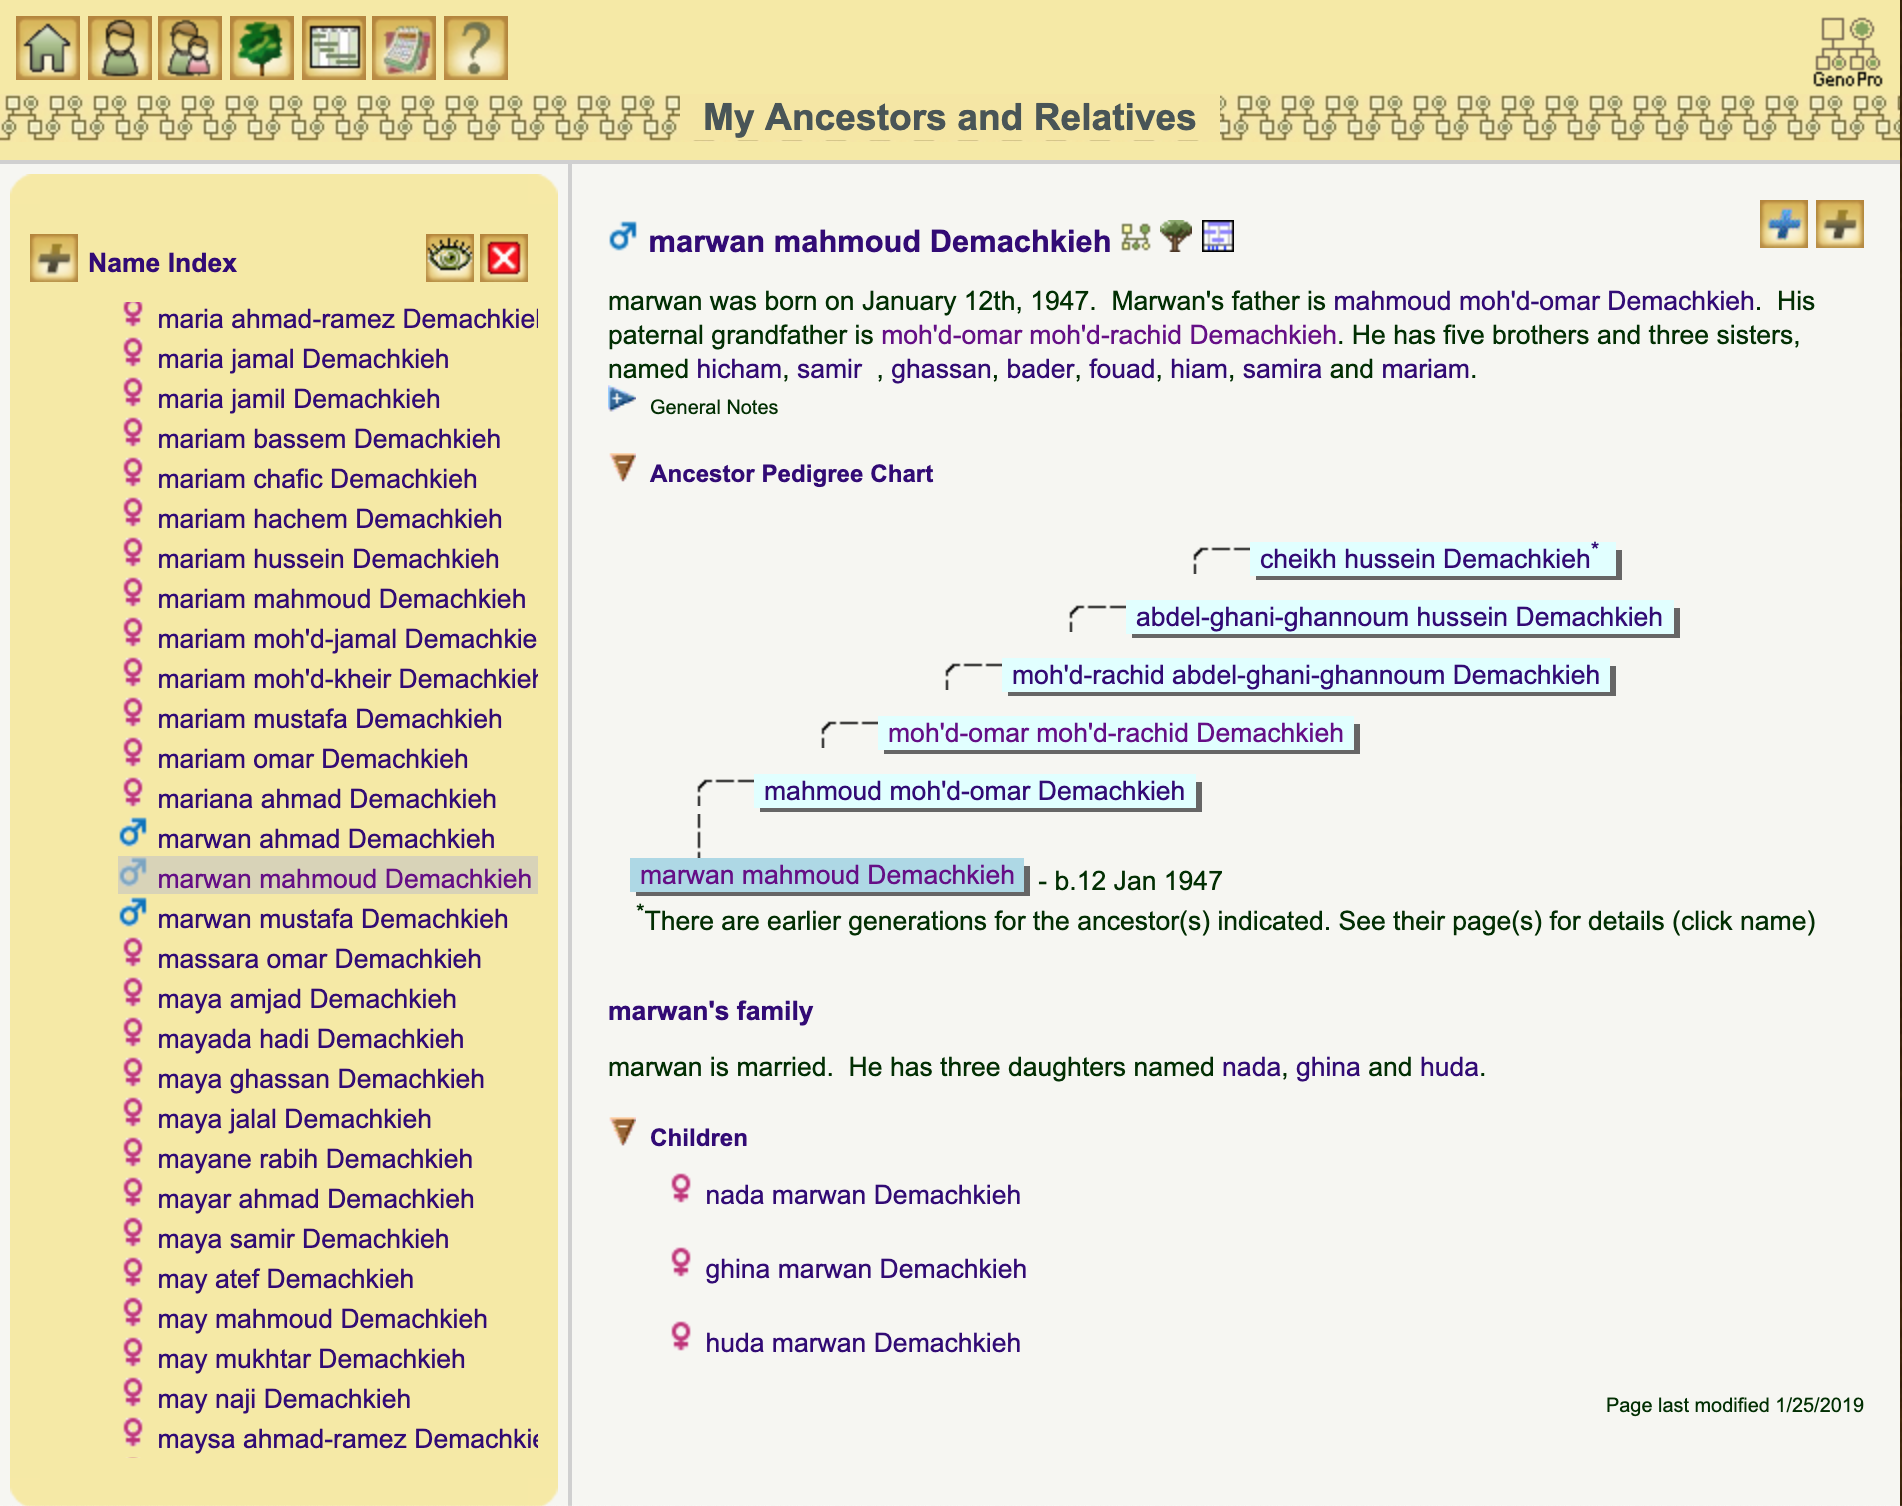 GenoPro
My Ancestors and Relatives
Name Index
maria ahmad-ramez Demachkieh
maria jamal Demachkieh
maria jamil Demachkieh
mariam bassem Demachkieh
mariam chafic Demachkieh
mariam hachem Demachkieh
mariam hussein Demachkieh
mariam mahmoud Demachkieh
mariam moh'd-jamal Demachkie
mariam moh'd-kheir Demachkieh
mariam mustafa Demachkieh
mariam omar Demachkieh
mariana ahmad Demachkieh
marwan ahmad Demachkieh
marwan mahmoud Demachkieh
marwan mustafa Demachkieh
massara omar Demachkieh
maya amjad Demachkieh
mayada hadi Demachkieh
maya ghassan Demachkieh
maya jalal Demachkieh
mayane rabih Demachkieh
mayar ahmad Demachkieh
maya samir Demachkieh
may atef Demachkieh
may mahmoud Demachkieh
may mukhtar Demachkieh
may naji Demachkieh
maysa ahmad-ramez Demachkie
marwan mahmoud Demachkieh
marwan was born on January 12th, 1947.  Marwan's father is mahmoud moh'd-omar Demachkieh.  His
paternal grandfather is moh'd-omar moh'd-rachid Demachkieh. He has five brothers and three sisters,
named hicham, samir  , ghassan, bader, fouad, hiam, samira and mariam.
General Notes
Ancestor Pedigree Chart
cheikh hussein Demachkieh*
abdel-ghani-ghannoum hussein Demachkieh
moh'd-rachid abdel-ghani-ghannoum Demachkieh
moh'd-omar moh'd-rachid Demachkieh
mahmoud moh'd-omar Demachkieh
marwan mahmoud Demachkieh - b.12 Jan 1947
*There are earlier generations for the ancestor(s) indicated. See their page(s) for details (click name)
marwan's family
marwan is married.  He has three daughters named nada, ghina and huda.
Children
nada marwan Demachkieh
ghina marwan Demachkieh
huda marwan Demachkieh
Page last modified 1/25/2019